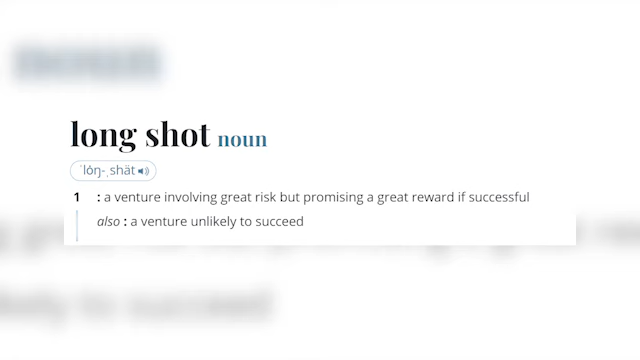 noun
long shot noun
ˈlȯŋ-ˌshät
1 : a venture involving great risk but promising a great reward if successful
also : a venture unlikely to succeed